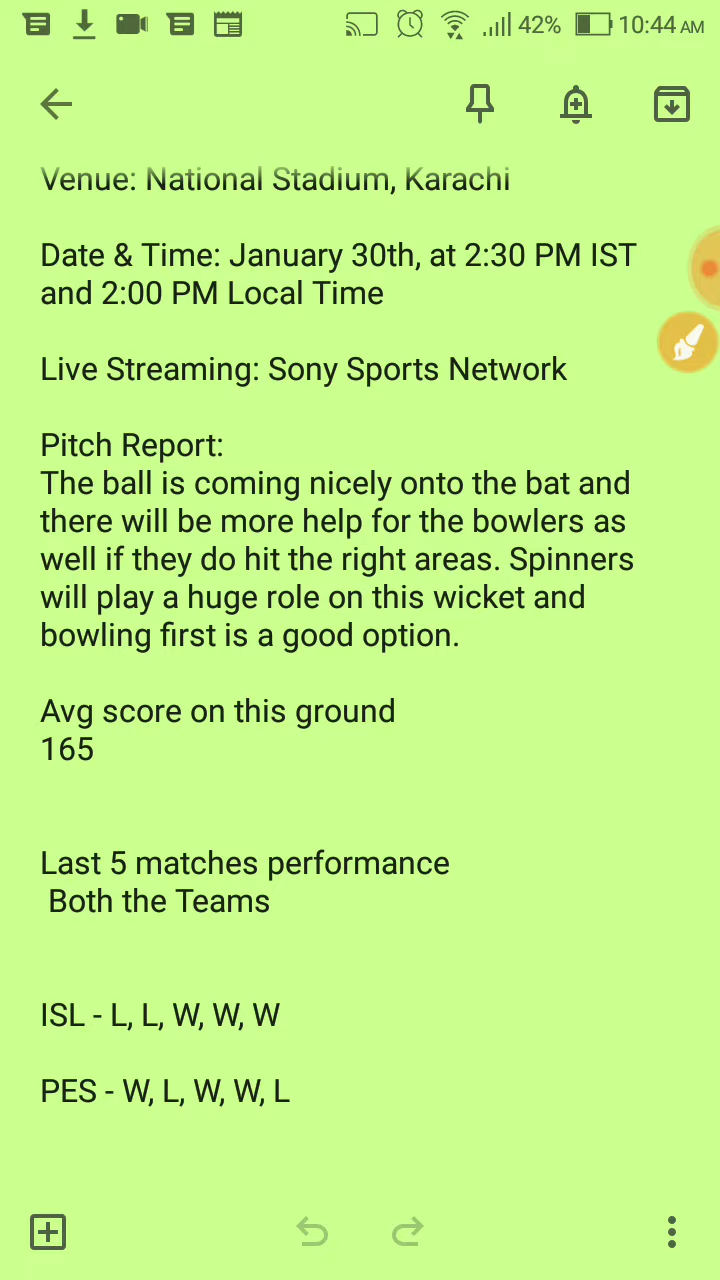 42% 10:44 AM
Venue: National Stadium, Karachi
Date & Time: January 30th, at 2:30 PM IST
and 2:00 PM Local Time
Live Streaming: Sony Sports Network
Pitch Report:
The ball is coming nicely onto the bat and
there will be more help for the bowlers as
well if they do hit the right areas. Spinners
will play a huge role on this wicket and
bowling first is a good option.
Avg score on this ground
165
Last 5 matches performance
Both the Teams
ISL - L, L, W, W, W
PES - W, L, W, W, L